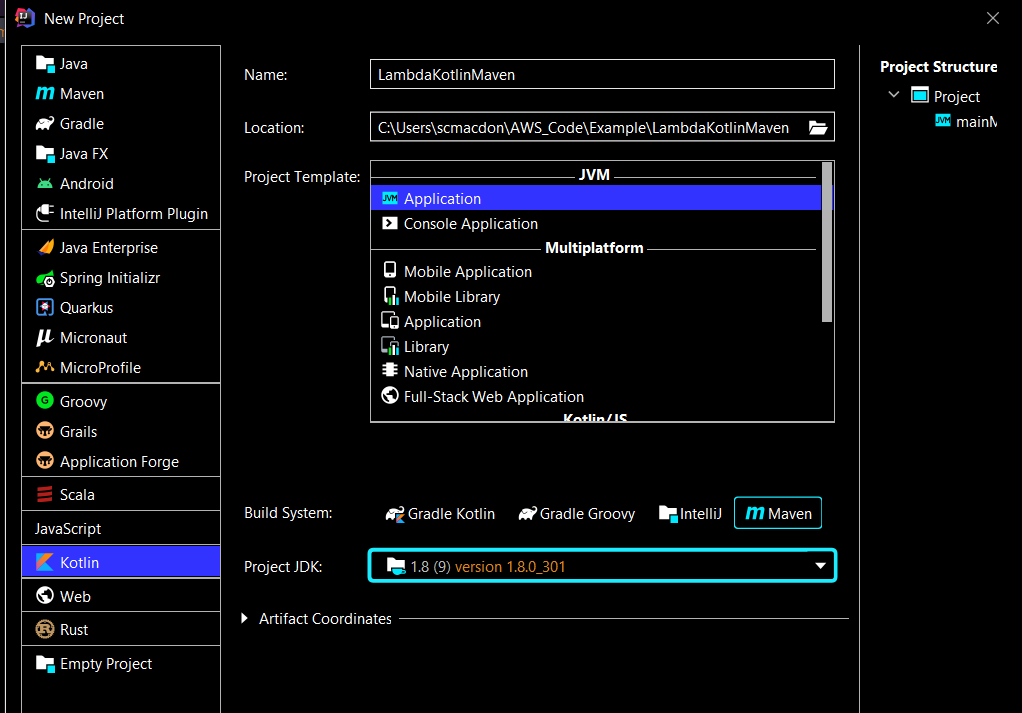 New Project
Java
Maven
Gradle
Java FX
Android
IntelliJ Platform Plugin
Java Enterprise
Spring Initializr
Quarkus
Micronaut
MicroProfile
Groovy
Grails
Application Forge
Scala
JavaScript
Kotlin
Web
Rust
Empty Project
Name:
LambdaKotlinMaven
Location:
C:\Users\scmacdon\AWS_Code\Example\LambdaKotlinMaven
Project Template:
JVM
JVM Application
Console Application
Multiplatform
Mobile Application
Mobile Library
Application
Library
Native Application
Full-Stack Web Application
Kotlin/JS
Build System:
Gradle Kotlin
Gradle Groovy
IntelliJ
m Maven
Project JDK:
1.8 (9) version 1.8.0_301
Artifact Coordinates
Project Structure
Project
JVM mainM